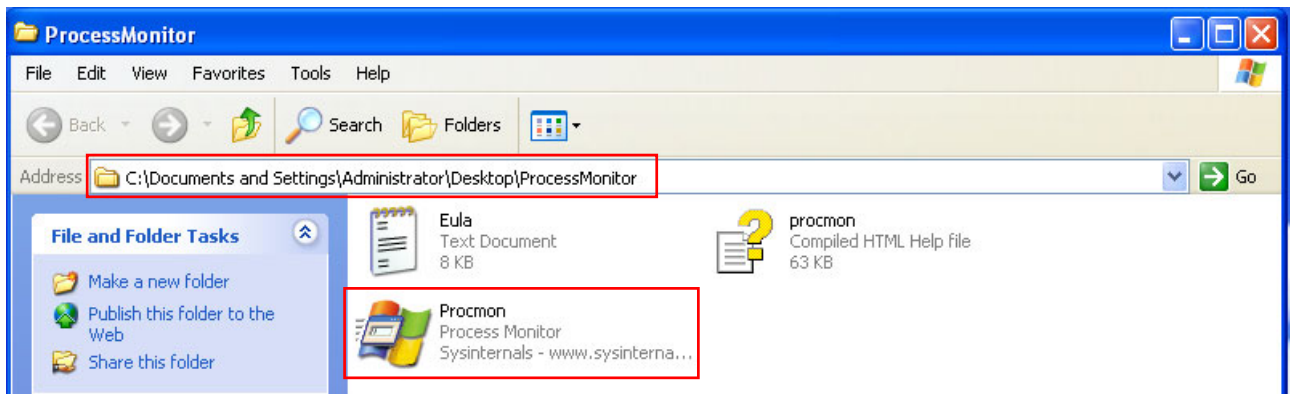 ProcessMonitor
File Edit View Favorites Tools Help
Back Search Folders
Address C:\Documents and Settings\Administrator\Desktop\ProcessMonitor Go
File and Folder Tasks
Make a new folder
Publish this folder to the
Web
Share this folder
Eula
Text Document
8 KB
procmon
Compiled HTML Help file
63 KB
Procmon
Process Monitor
Sysinternals - www.sysinterna...